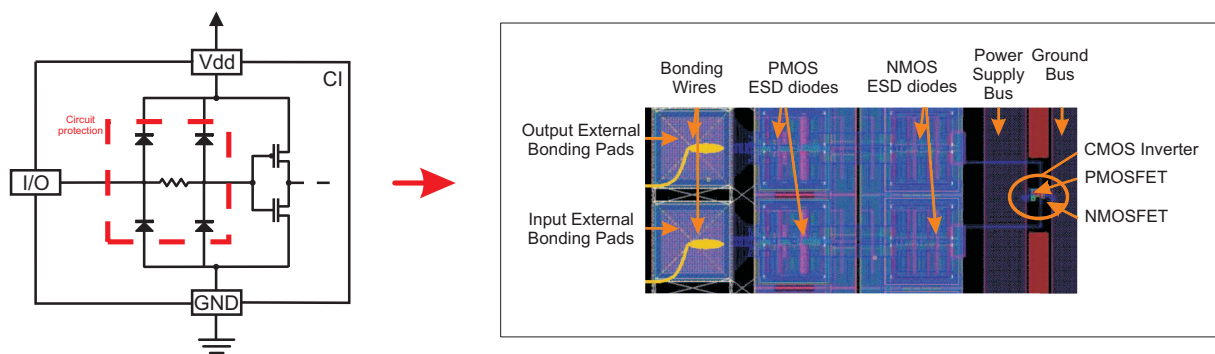 Vdd
CI
Circuit
protection
I/O
GND
Bonding
Wires
PMOS
ESD diodes
NMOS
ESD diodes
Power
Supply
Bus
Ground
Bus
Output External
Bonding Pads
Input External
Bonding Pads
CMOS Inverter
PMOSFET
NMOSFET